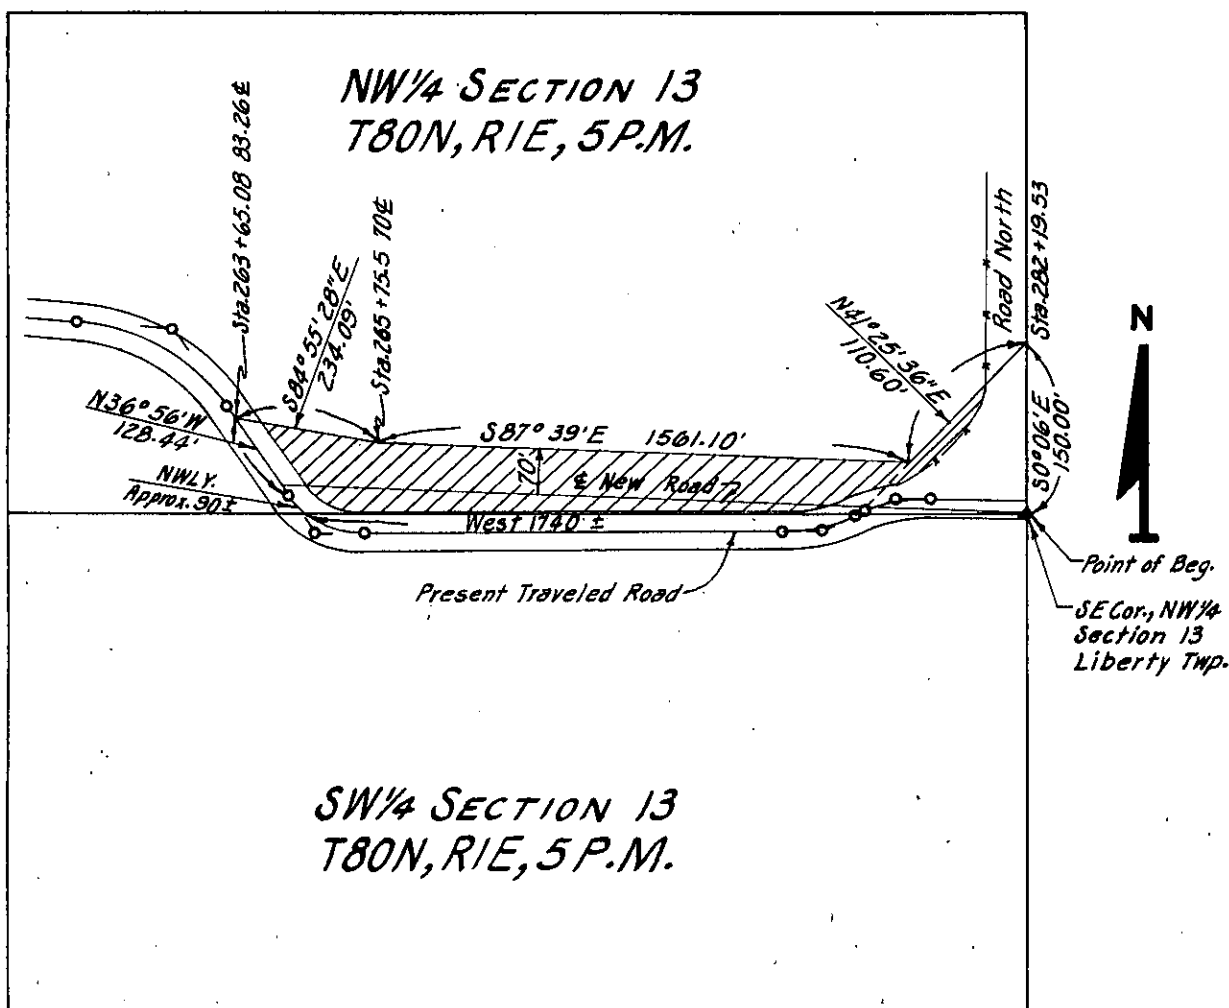 NW¼ SECTION 13
T80N, R1E, 5 P.M.
Sta.263+65.08 83.26℄
S84°55'28"E
234.09'
Sta.265+75.5 70℄
Road North
Sta.282+19.53
N41°25'36"E
110.60'
N
N36°56'W
128.44'
S87°39'E 1561.10'
S0°06'E
150.00'
70'
℄ New Road
NWLY.
Approx.90±
West 1740 ±
Present Traveled Road
Point of Beg.
SE Cor., NW¼
Section 13
Liberty Twp.
SW¼ SECTION 13
T80N, R1E, 5 P.M.